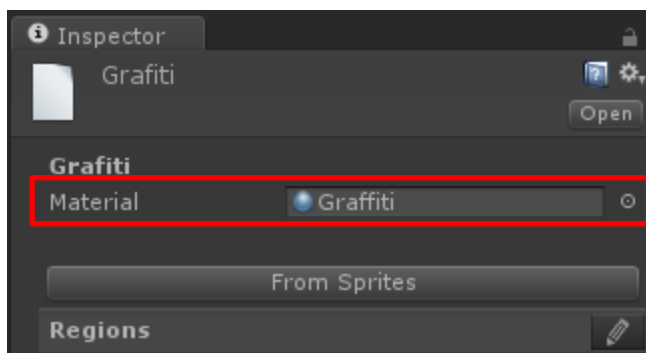 Inspector
Grafiti
Open
Grafiti
Material Graffiti
From Sprites
Regions